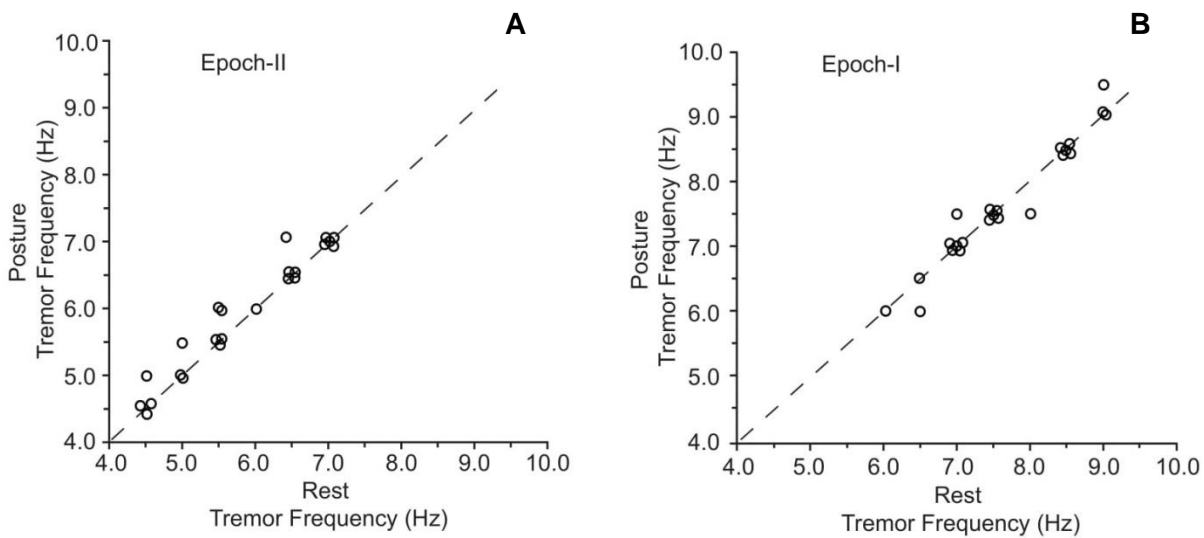 A
Epoch-II
10.0
9.0
8.0
7.0
6.0
5.0
4.0
Posture
Tremor Frequency (Hz)
4.0 5.0 6.0 7.0 8.0 9.0 10.0
Rest
Tremor Frequency (Hz)
B
Epoch-I
10.0
9.0
8.0
7.0
6.0
5.0
4.0
Posture
Tremor Frequency (Hz)
4.0 5.0 6.0 7.0 8.0 9.0 10.0
Rest
Tremor Frequency (Hz)